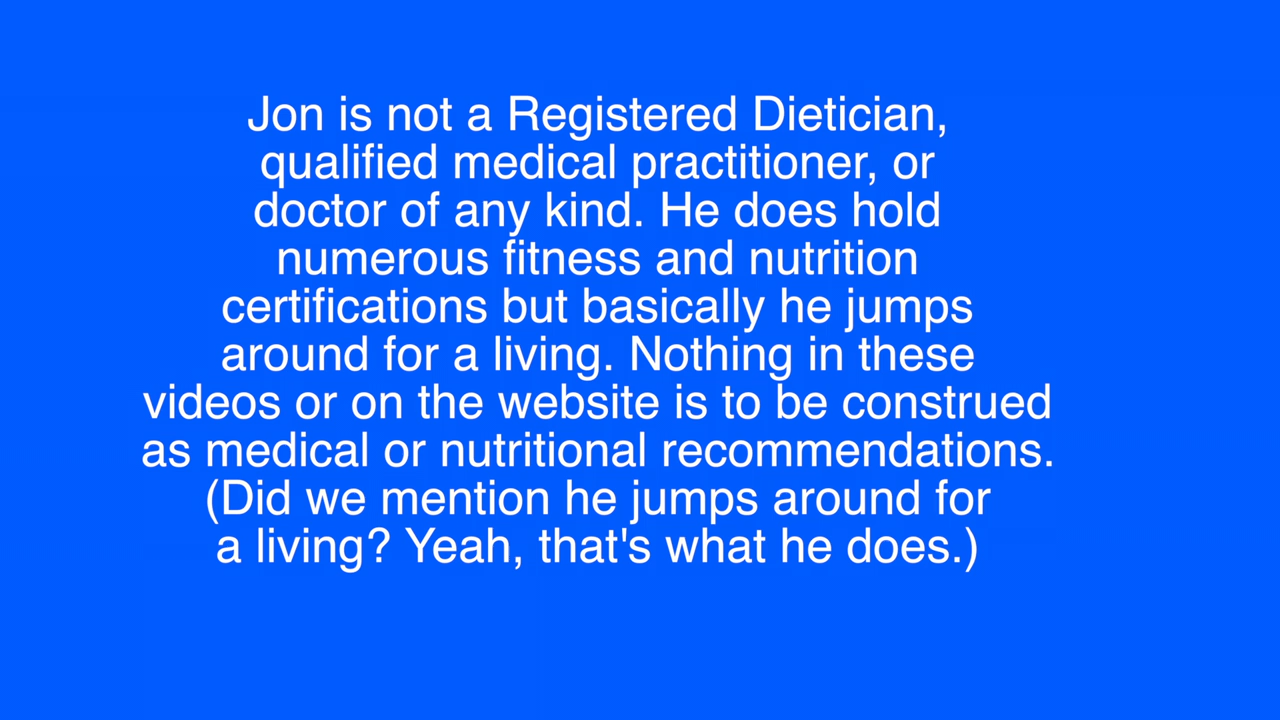 Jon is not a Registered Dietician,
qualified medical practitioner, or
doctor of any kind. He does hold
numerous fitness and nutrition
certifications but basically he jumps
around for a living. Nothing in these
videos or on the website is to be construed
as medical or nutritional recommendations.
(Did we mention he jumps around for
a living? Yeah, that's what he does.)